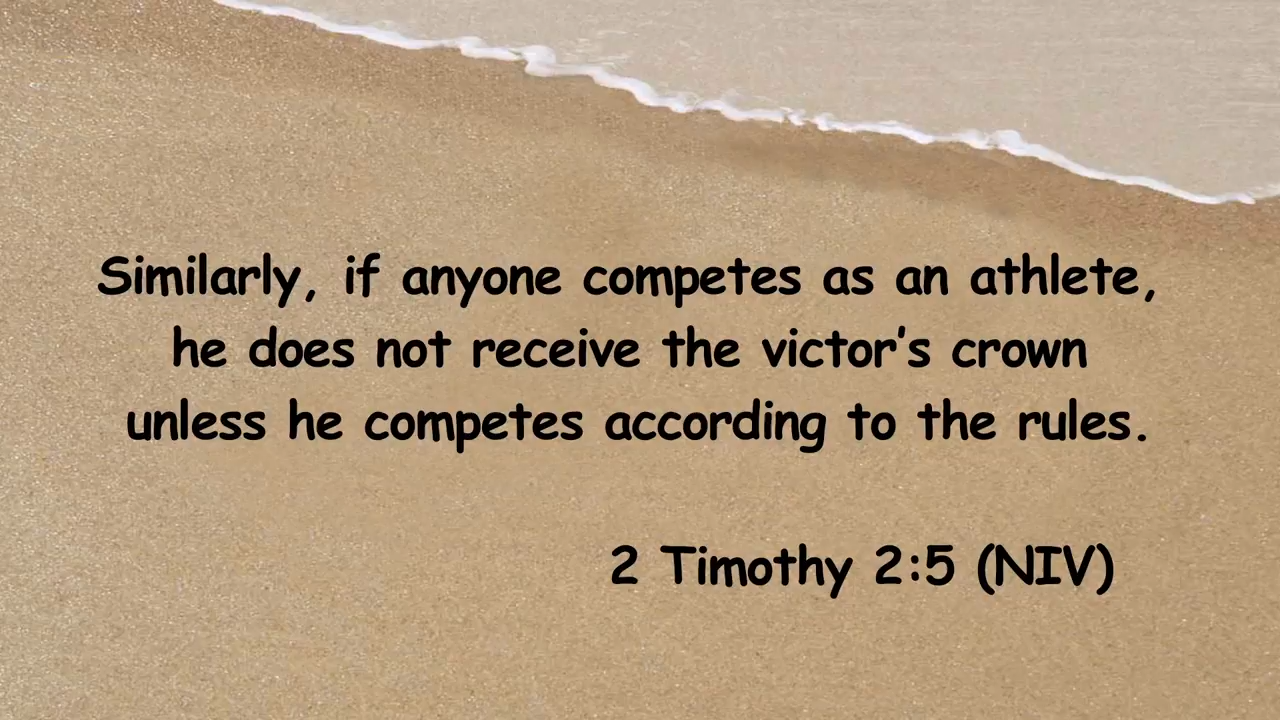 Similarly, if anyone competes as an athlete,
he does not receive the victor’s crown
unless he competes according to the rules.
2 Timothy 2:5 (NIV)